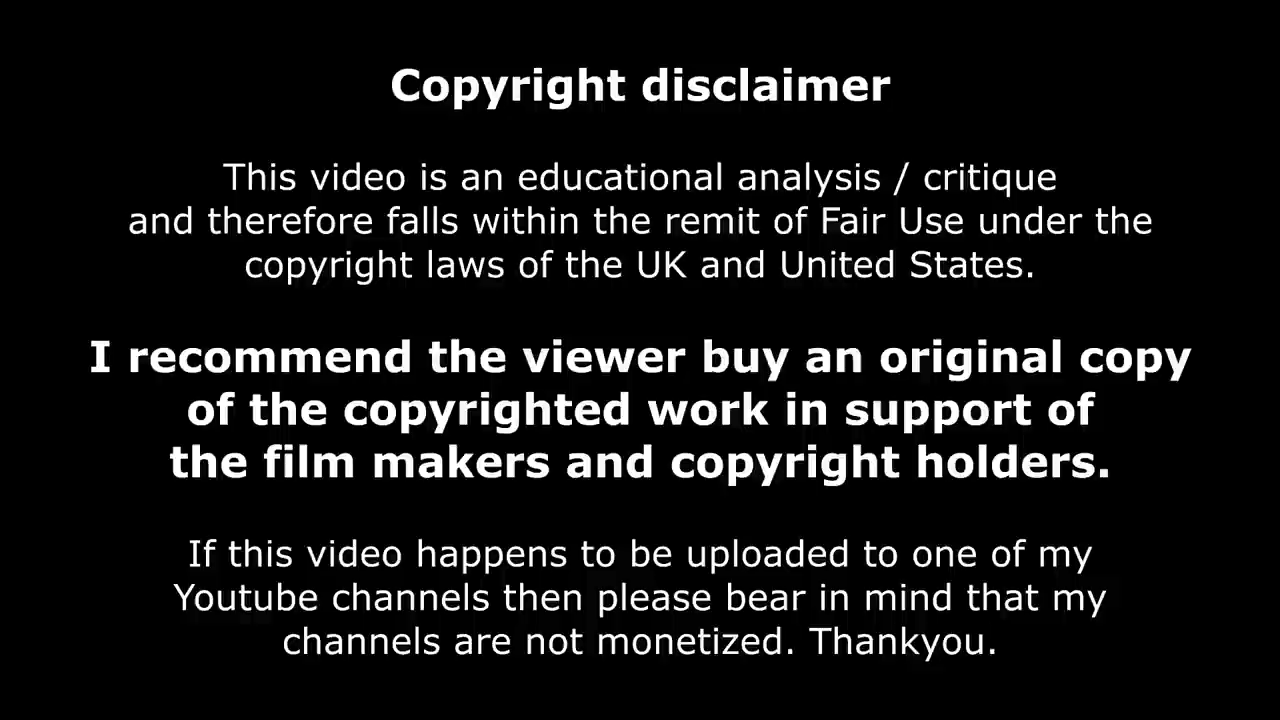 Copyright disclaimer
This video is an educational analysis / critique
and therefore falls within the remit of Fair Use under the
copyright laws of the UK and United States.
I recommend the viewer buy an original copy
of the copyrighted work in support of
the film makers and copyright holders.
If this video happens to be uploaded to one of my
Youtube channels then please bear in mind that my
channels are not monetized. Thankyou.